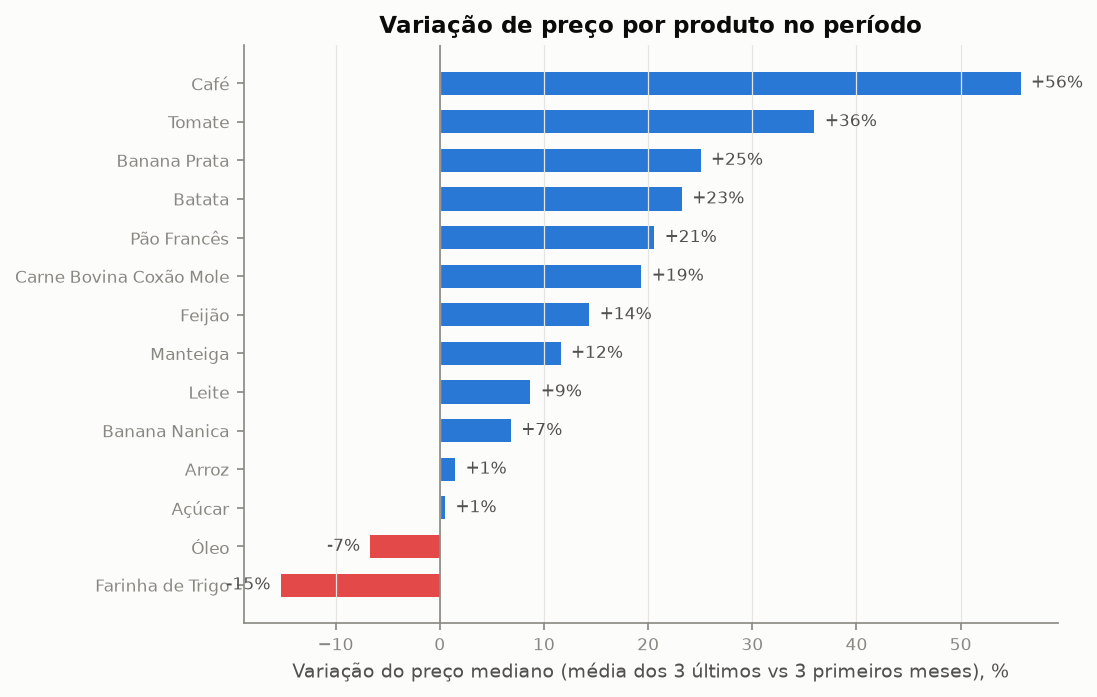 Variação de preço por produto no período
Café +56%
Tomate +36%
Banana Prata +25%
Batata +23%
Pão Francês +21%
Carne Bovina Coxão Mole +19%
Feijão +14%
Manteiga +12%
Leite +9%
Banana Nanica +7%
Arroz +1%
Açúcar +1%
Óleo -7%
Farinha de Trigo -15%
−10 0 10 20 30 40 50
Variação do preço mediano (média dos 3 últimos vs 3 primeiros meses), %